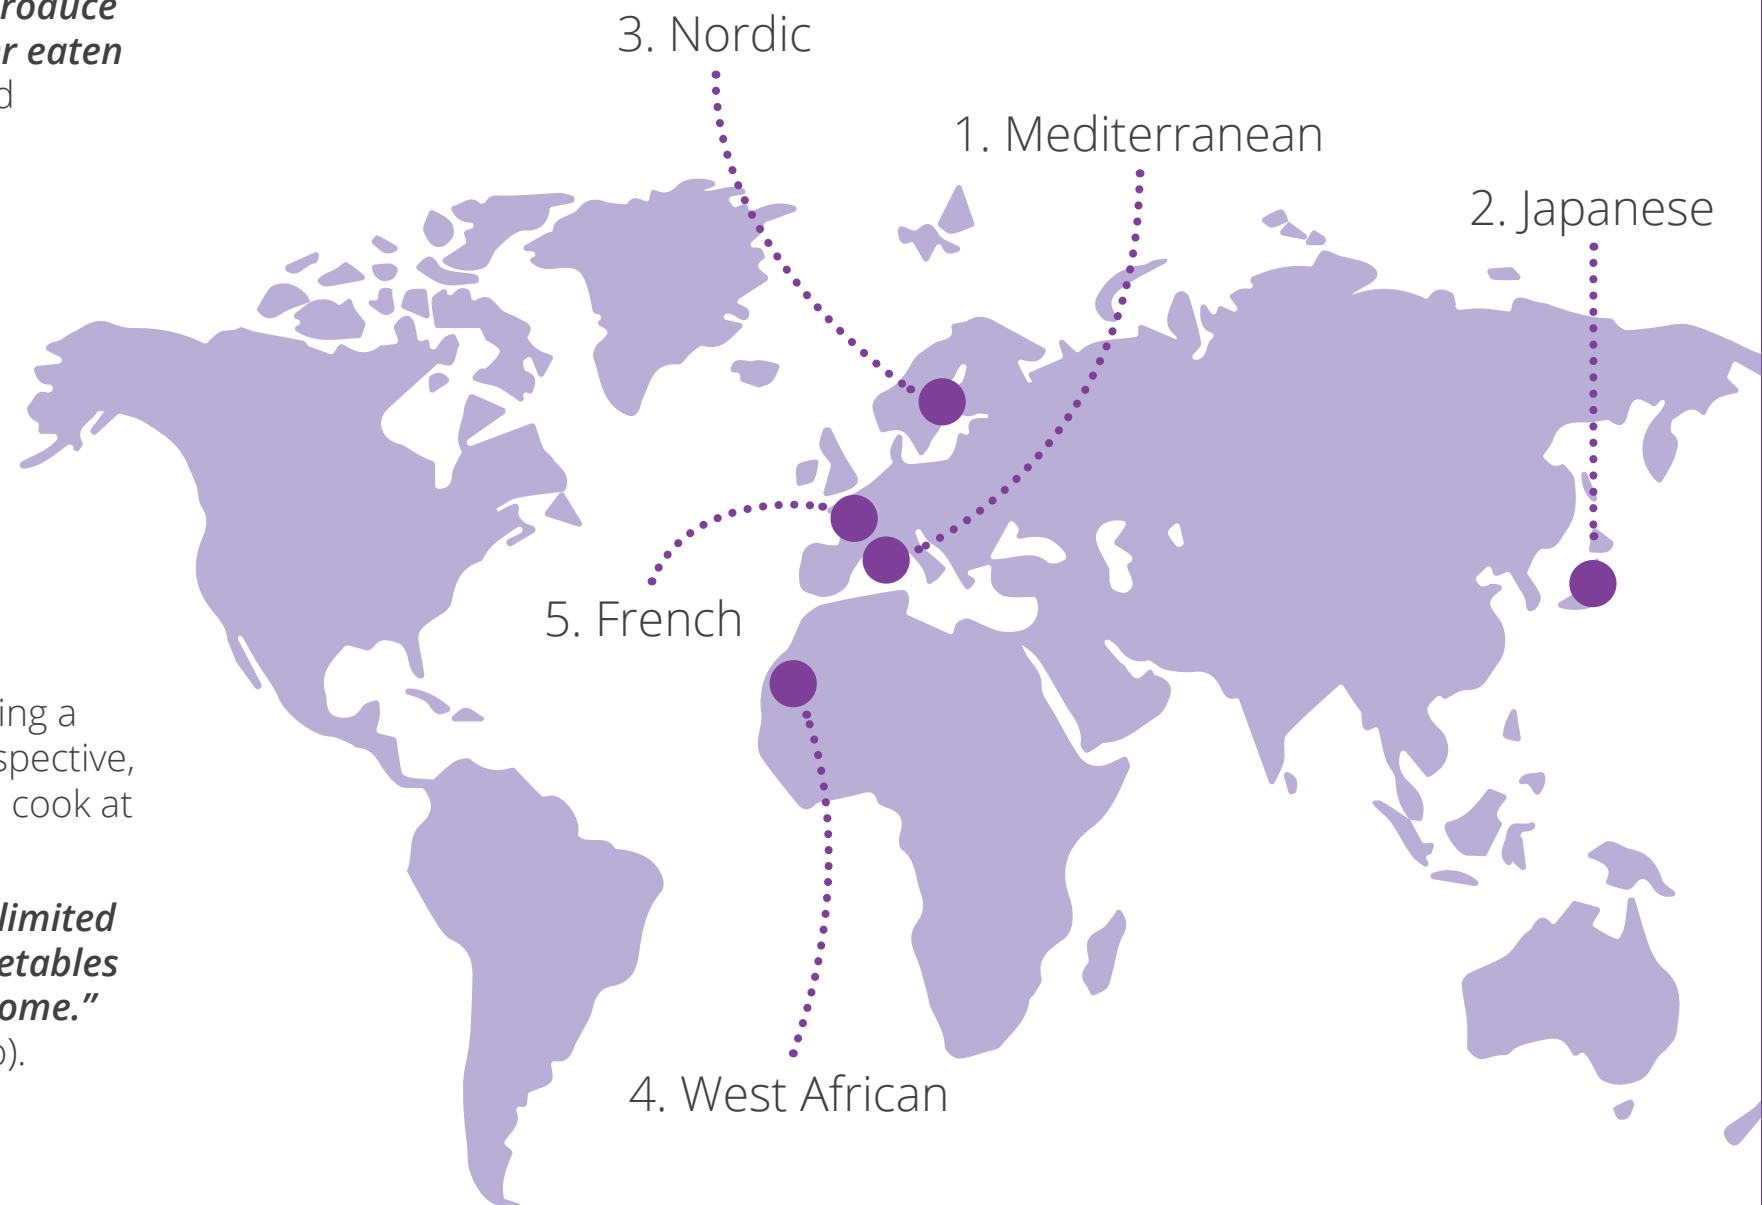 roduce
r eaten
d
ing a
spective,
cook at
limited
etables
ome.”
o).
3. Nordic
1. Mediterranean
2. Japanese
5. French
4. West African